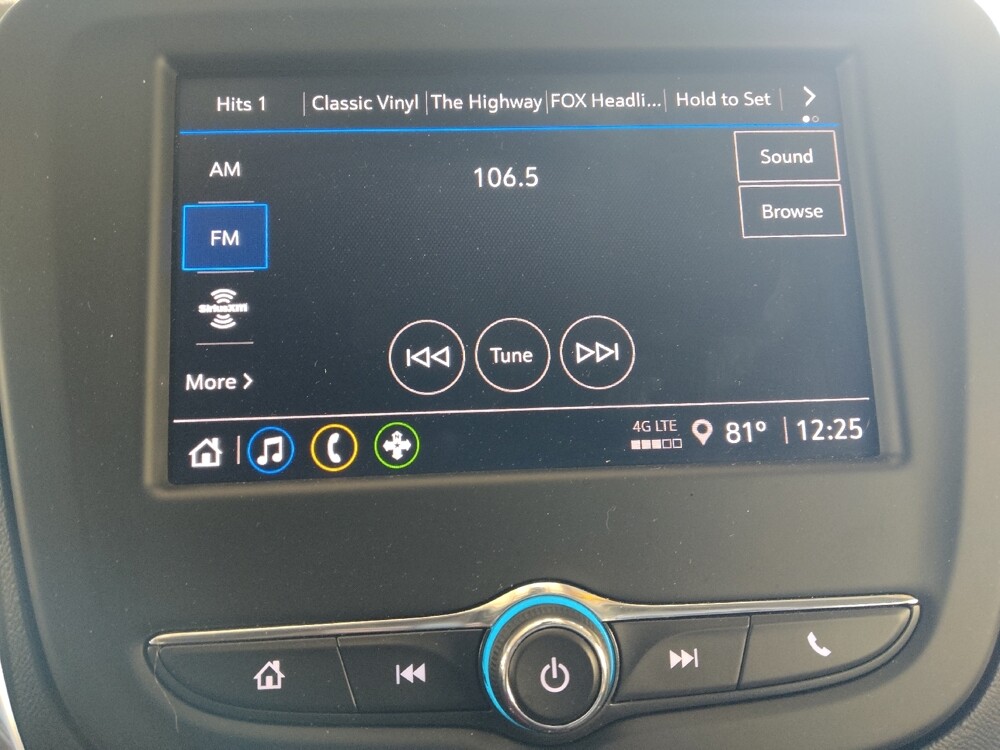 Hits 1 Classic Vinyl The Highway FOX Headli... Hold to Set
AM
106.5
Sound
FM
Browse
SiriusXM
Tune
More
4G LTE
81° 12:25